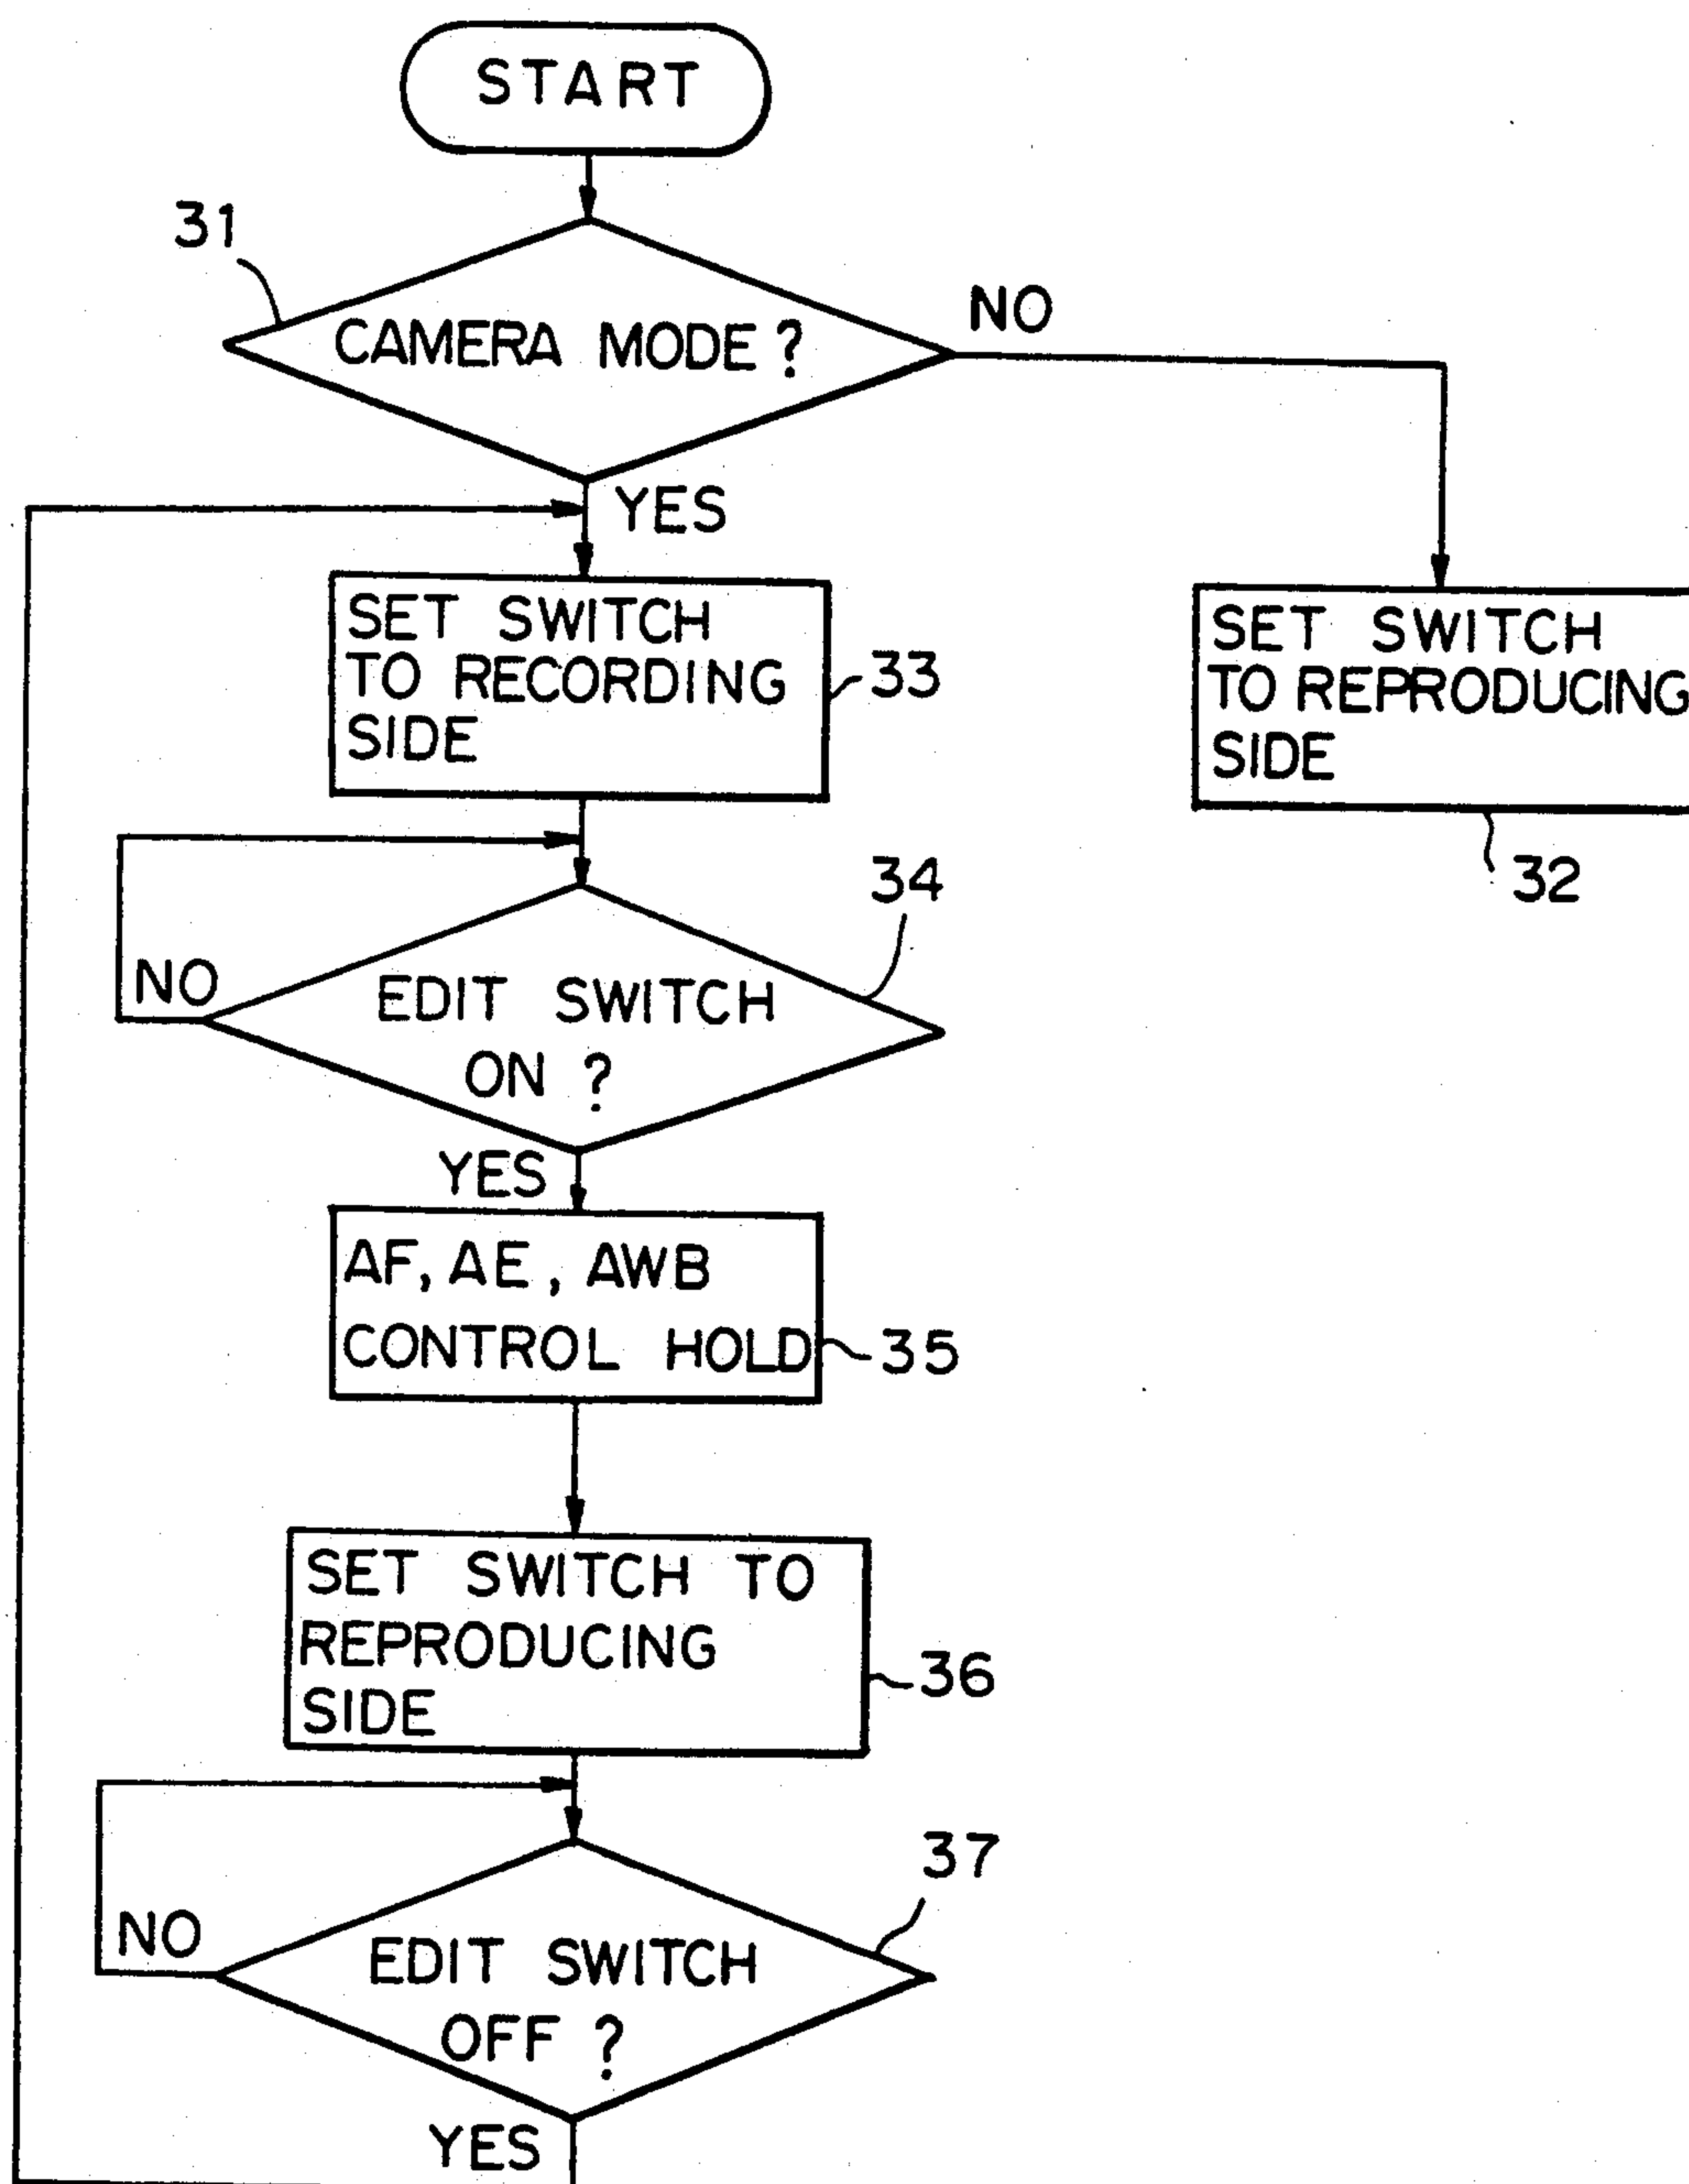 START
31
CAMERA MODE?
NO
YES
SET SWITCH
TO RECORDING
SIDE
33
SET SWITCH
TO REPRODUCING
SIDE
32
34
NO
EDIT SWITCH
ON ?
YES
AF, AE, AWB
CONTROL HOLD
35
SET SWITCH TO
REPRODUCING
SIDE
36
37
NO
EDIT SWITCH
OFF ?
YES